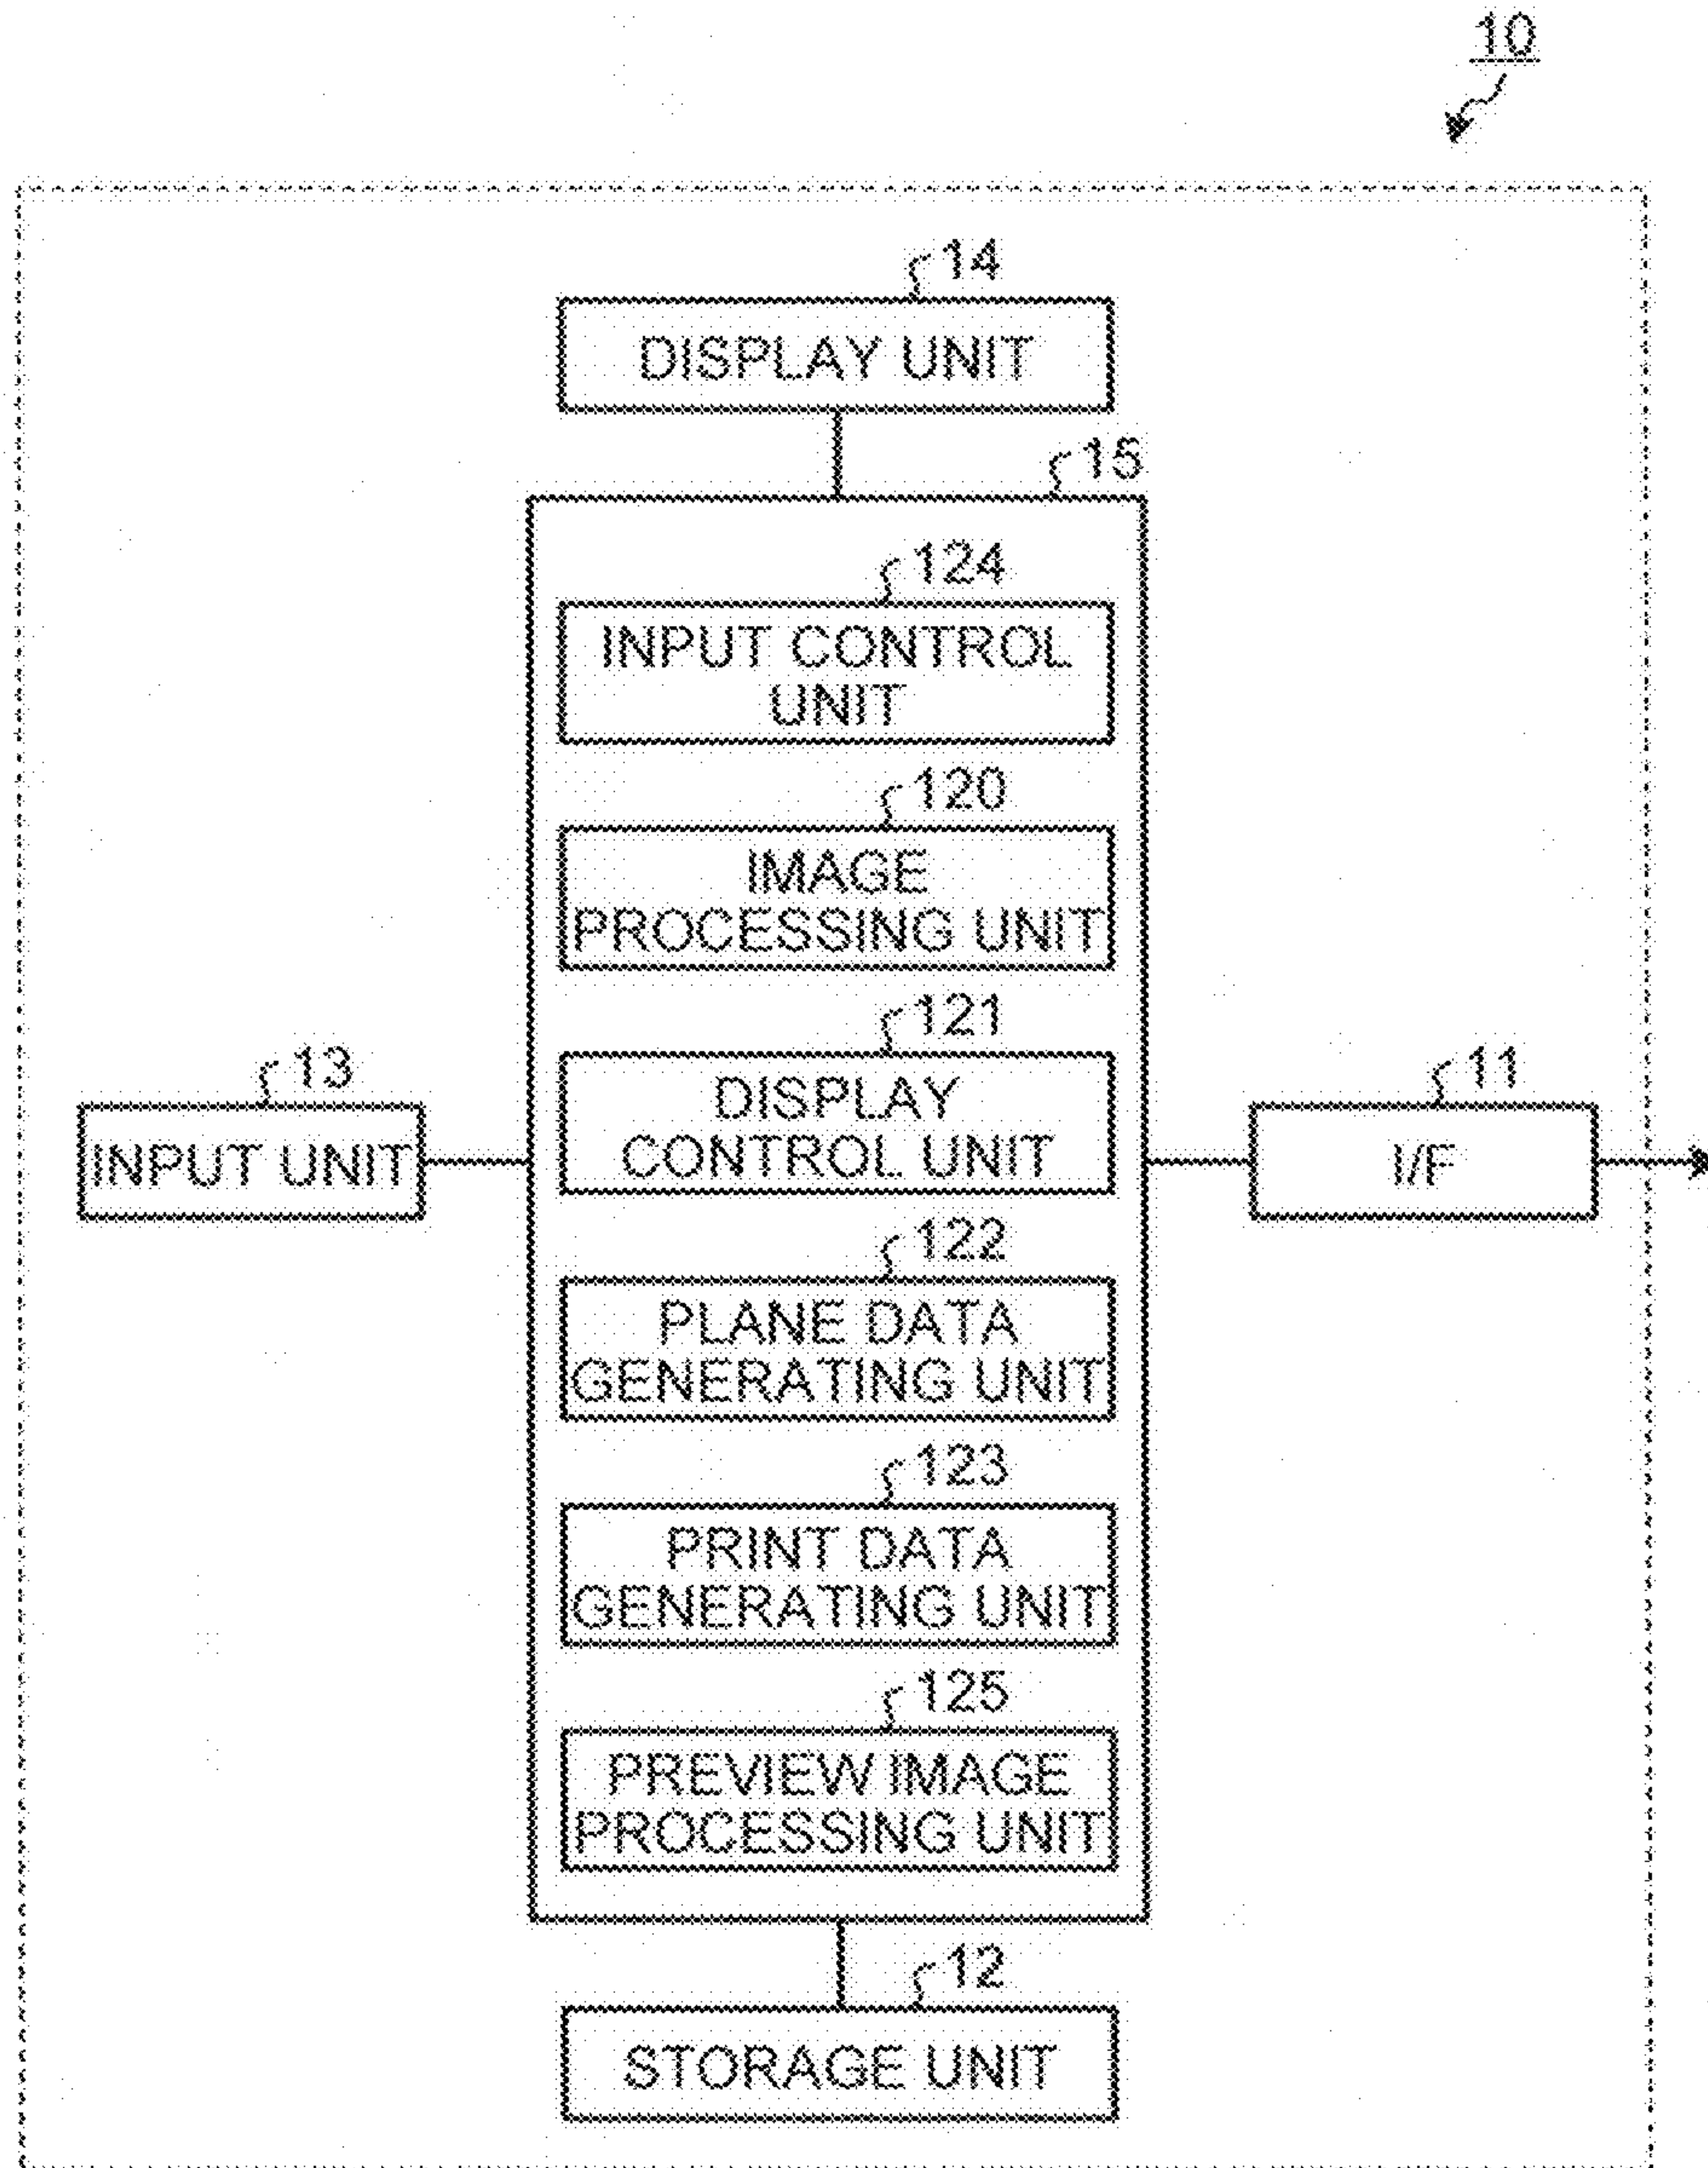 10
14
DISPLAY UNIT
15
124
INPUT CONTROL
UNIT
120
IMAGE
PROCESSING UNIT
121
DISPLAY
CONTROL UNIT
13
INPUT UNIT
11
I/F
122
PLANE DATA
GENERATING UNIT
123
PRINT DATA
GENERATING UNIT
125
PREVIEW IMAGE
PROCESSING UNIT
12
STORAGE UNIT